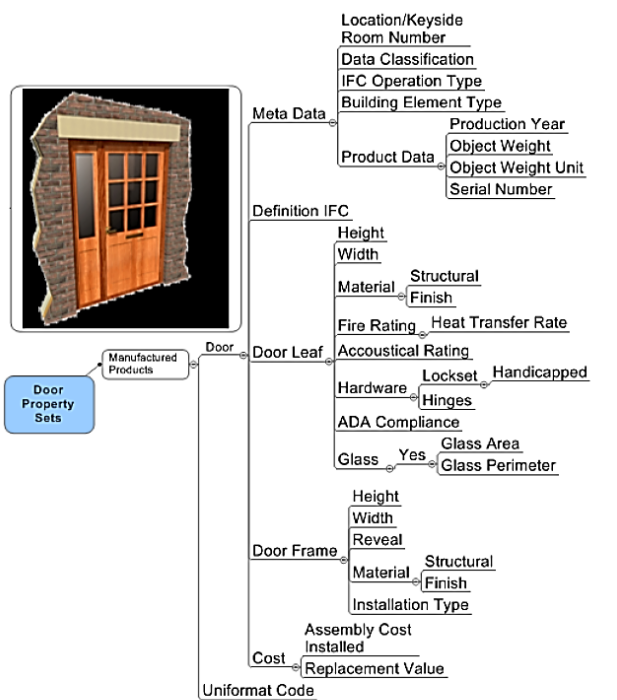 Location/Keyside
Room Number
Data Classification
IFC Operation Type
Building Element Type
Meta Data
Production Year
Object Weight
Product Data
Object Weight Unit
Serial Number
Definition IFC
Height
Width
Structural
Material
Finish
Fire Rating
Heat Transfer Rate
Door
Door Leaf
Accoustical Rating
Manufactured
Products
Lockset
Handicapped
Hardware
Hinges
Door
Property
Sets
ADA Compliance
Glass Area
Glass
Yes
Glass Perimeter
Height
Width
Reveal
Door Frame
Structural
Material
Finish
Installation Type
Assembly Cost
Installed
Cost
Replacement Value
Uniformat Code